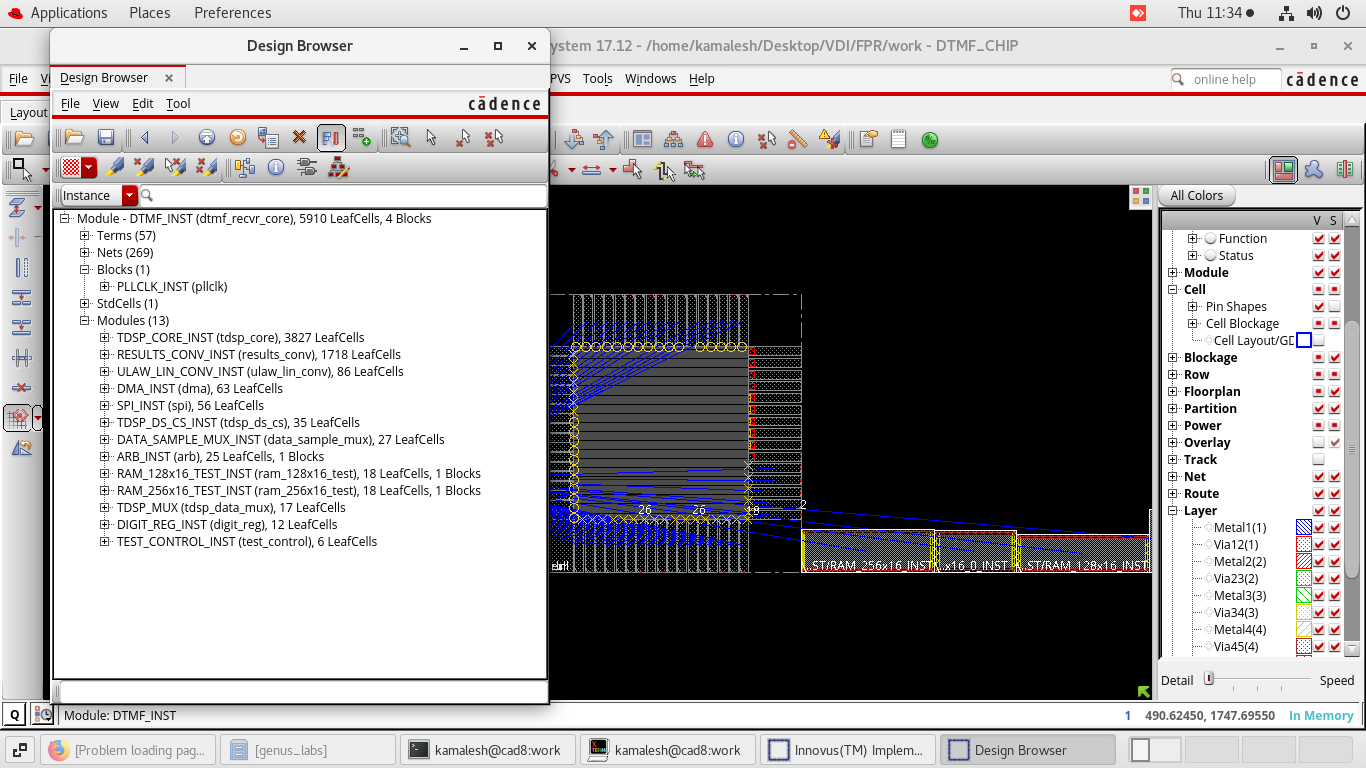 Applications Places Preferences
Thu 11:34
Design Browser
ystem 17.12 - /home/kamalesh/Desktop/VDI/FPR/work - DTMF_CHIP
Design Browser
File
PVS Tools Windows Help
online help
cādence
File View Edit Tool
cādence
Layout
Instance
All Colors
V S
Module - DTMF_INST (dtmf_recvr_core), 5910 LeafCells, 4 Blocks
Terms (57)
Nets (269)
Blocks (1)
PLLCLK_INST (pllclk)
StdCells (1)
Modules (13)
TDSP_CORE_INST (tdsp_core), 3827 LeafCells
RESULTS_CONV_INST (results_conv), 1718 LeafCells
ULAW_LIN_CONV_INST (ulaw_lin_conv), 86 LeafCells
DMA_INST (dma), 63 LeafCells
SPI_INST (spi), 56 LeafCells
TDSP_DS_CS_INST (tdsp_ds_cs), 35 LeafCells
DATA_SAMPLE_MUX_INST (data_sample_mux), 27 LeafCells
ARB_INST (arb), 25 LeafCells, 1 Blocks
RAM_128x16_TEST_INST (ram_128x16_test), 18 LeafCells, 1 Blocks
RAM_256x16_TEST_INST (ram_256x16_test), 18 LeafCells, 1 Blocks
TDSP_MUX (tdsp_data_mux), 17 LeafCells
DIGIT_REG_INST (digit_reg), 12 LeafCells
TEST_CONTROL_INST (test_control), 6 LeafCells
26 26 18 2
.ST/RAM_256x16_INST .x16_0_INST .ST/RAM_128x16_INST
Function
Status
Module
Cell
Pin Shapes
Cell Blockage
Cell Layout/GD
Blockage
Row
Floorplan
Partition
Power
Overlay
Track
Net
Route
Layer
Metal1(1)
Via12(1)
Metal2(2)
Via23(2)
Metal3(3)
Via34(3)
Metal4(4)
Via45(4)
Detail Speed
Q
Module: DTMF_INST
1 490.62450, 1747.69550 In Memory
[Problem loading pag... [genus_labs] kamalesh@cad8:work kamalesh@cad8:work Innovus(TM) Implem... Design Browser